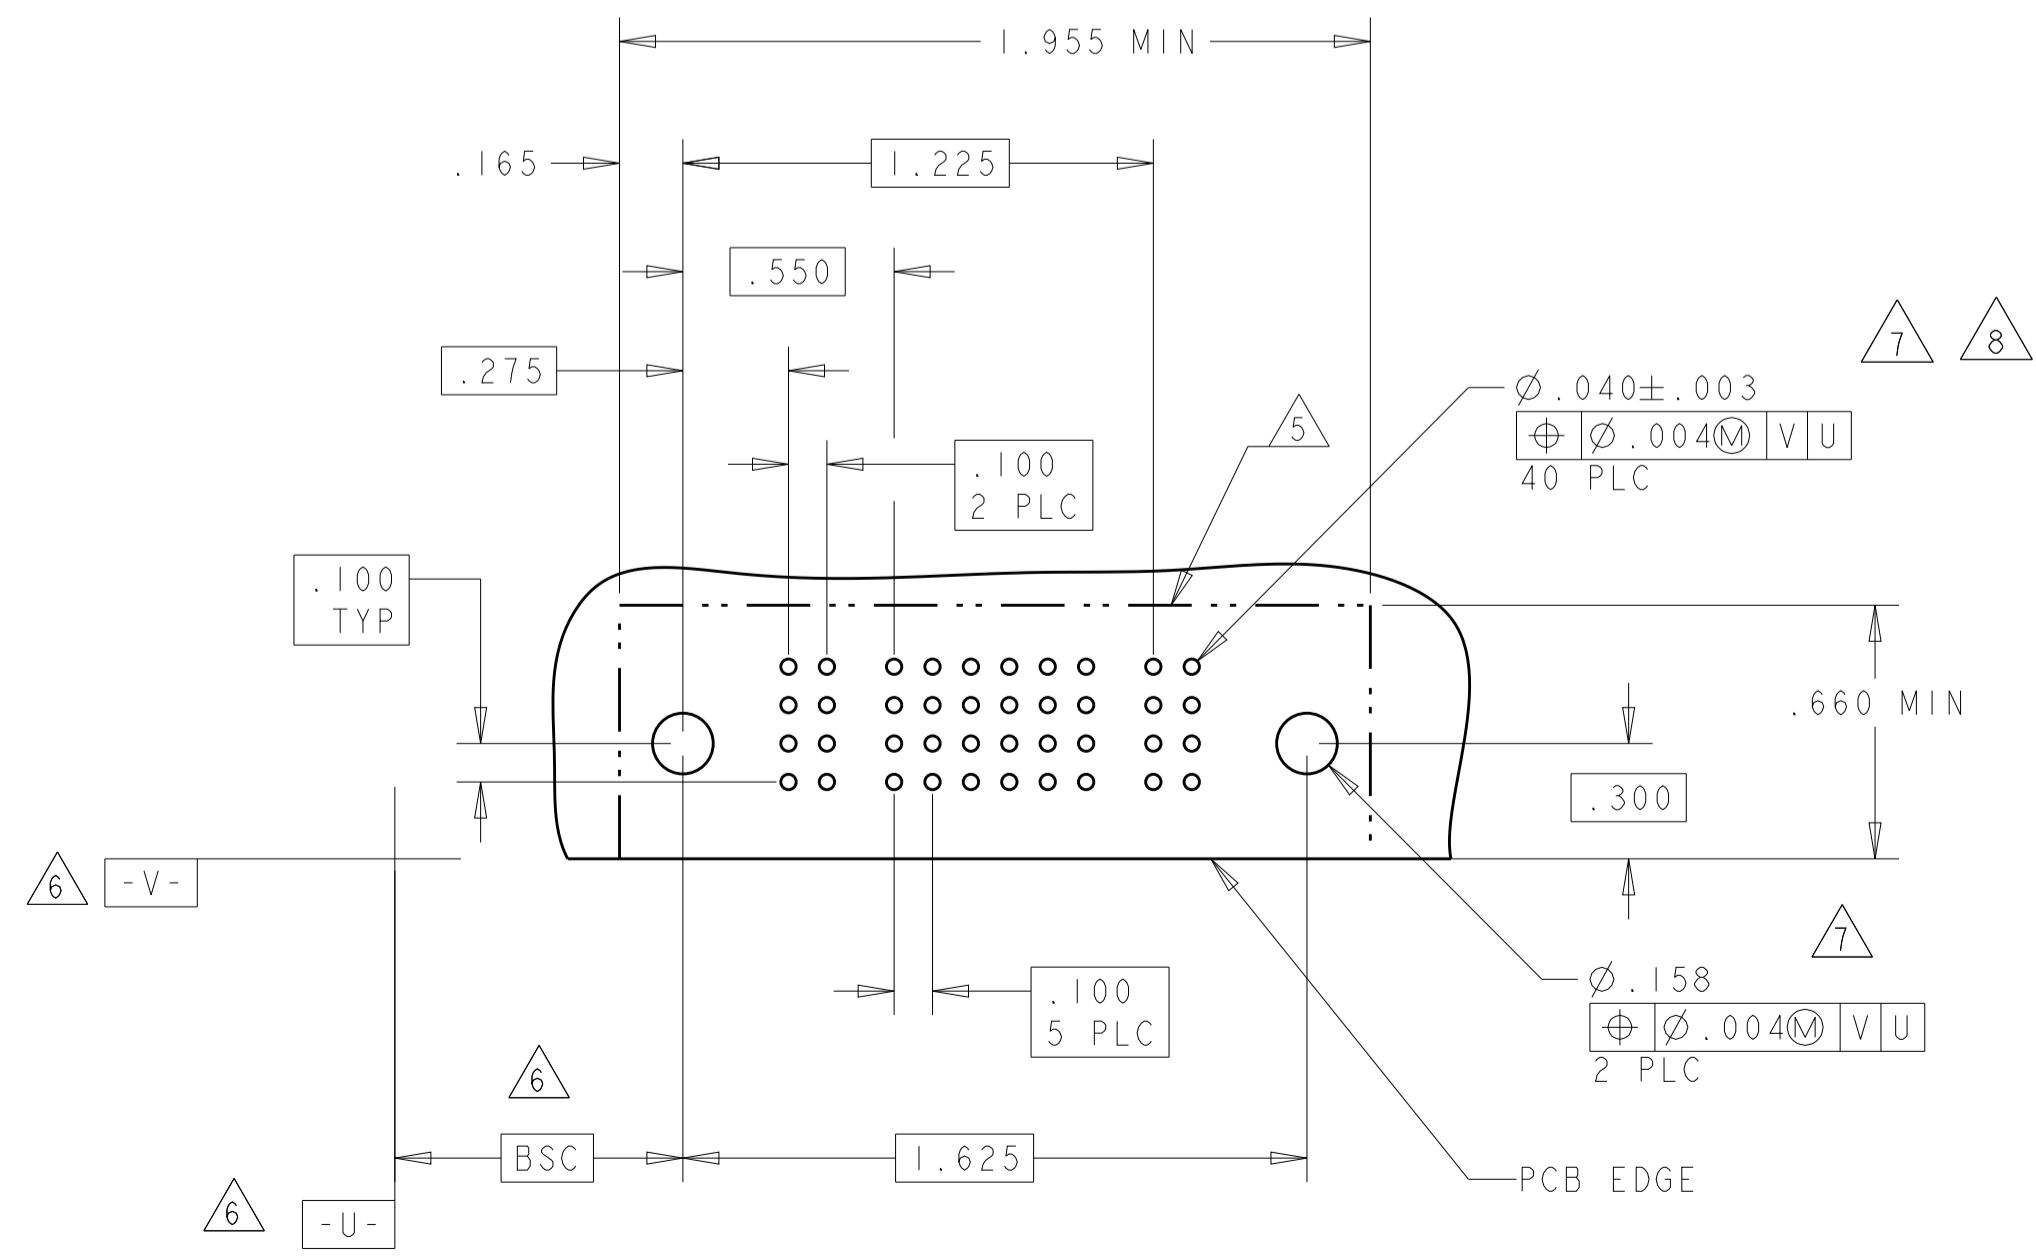 1.955 MIN
.165
1.225
.550
.275
7
8
Ø.040±.003
⌖ Ø.004Ⓜ V U
40 PLC
5
.100
2 PLC
.100
TYP
.660 MIN
.300
6
-V-
7
Ø.158
⌖ Ø.004Ⓜ V U
2 PLC
.100
5 PLC
6
BSC
1.625
PCB EDGE
6
-U-